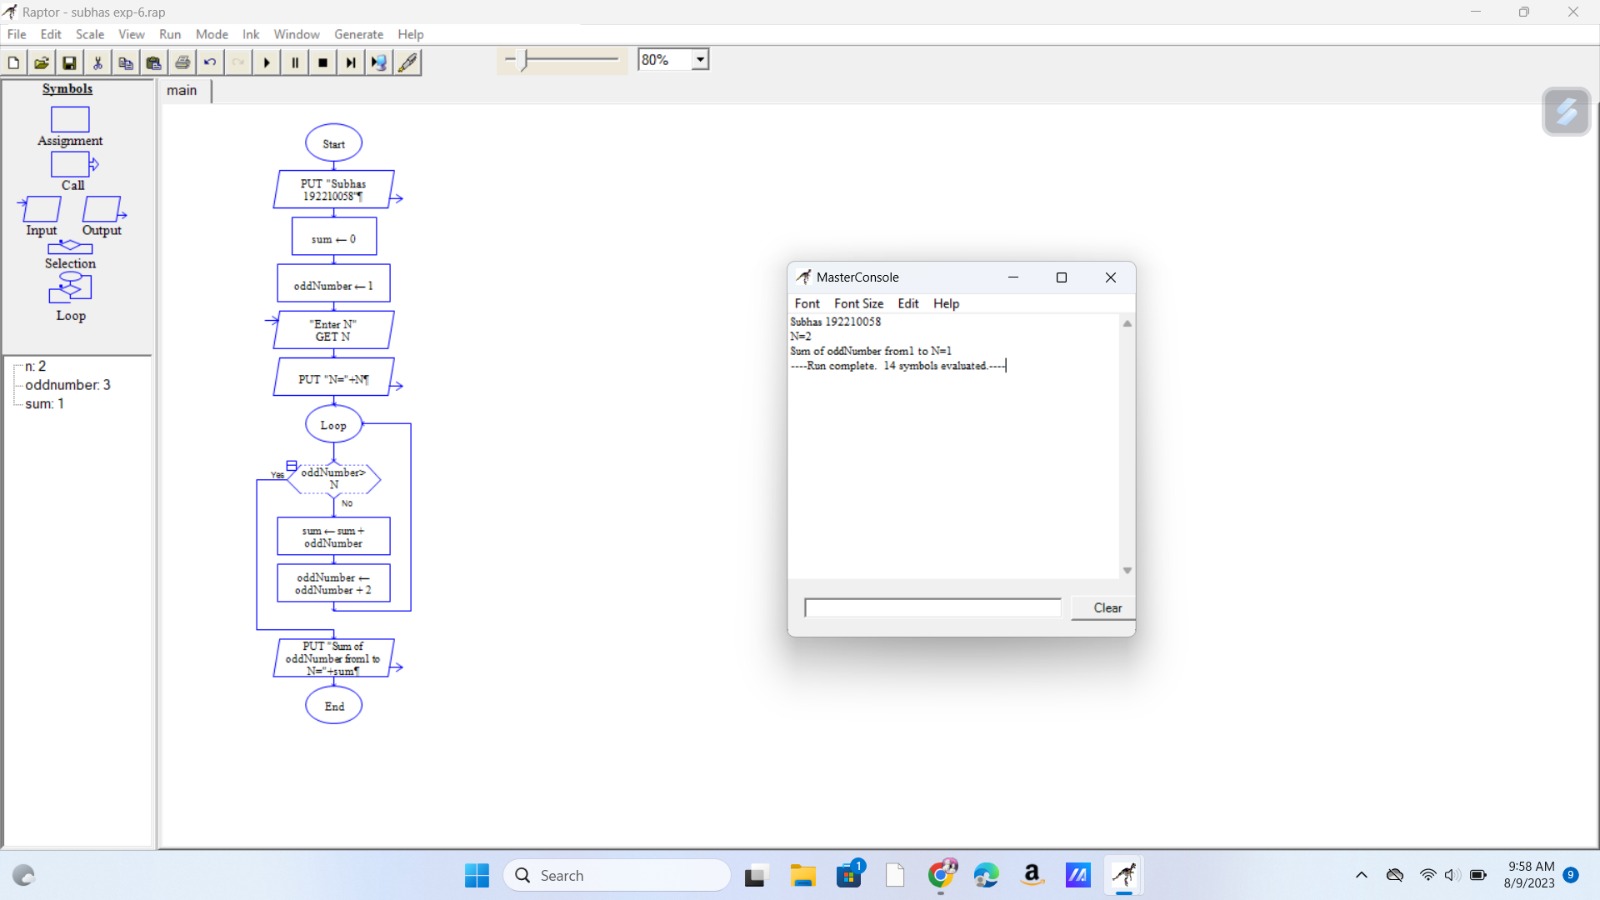 Raptor - subhas exp-6.rap
File Edit Scale View Run Mode Ink Window Generate Help
80%
Symbols
Assignment
Call
Input Output
Selection
Loop
n: 2
oddnumber: 3
sum: 1
main
Start
PUT "Subhas
192210058"¶
sum ← 0
oddNumber ← 1
"Enter N"
GET N
PUT "N="+N¶
Loop
Yes
oddNumber>
N
No
sum ← sum +
oddNumber
oddNumber ←
oddNumber + 2
PUT "Sum of
oddNumber from1 to
N="+sum¶
End
MasterConsole
Font Font Size Edit Help
Subhas 192210058
N=2
Sum of oddNumber from1 to N=1
----Run complete.  14 symbols evaluated.----
Clear
Search
1
a
9:58 AM
8/9/2023
9